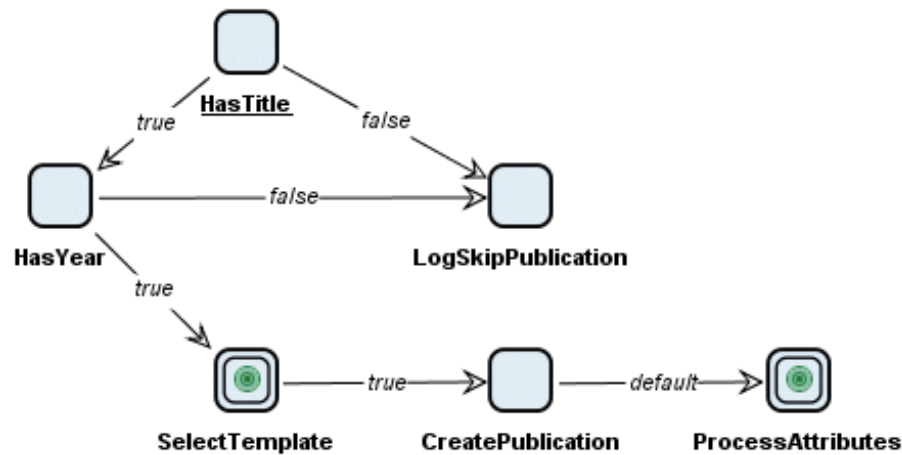 HasTitle
true
false
HasYear
false
LogSkipPublication
true
SelectTemplate
true
CreatePublication
default
ProcessAttributes